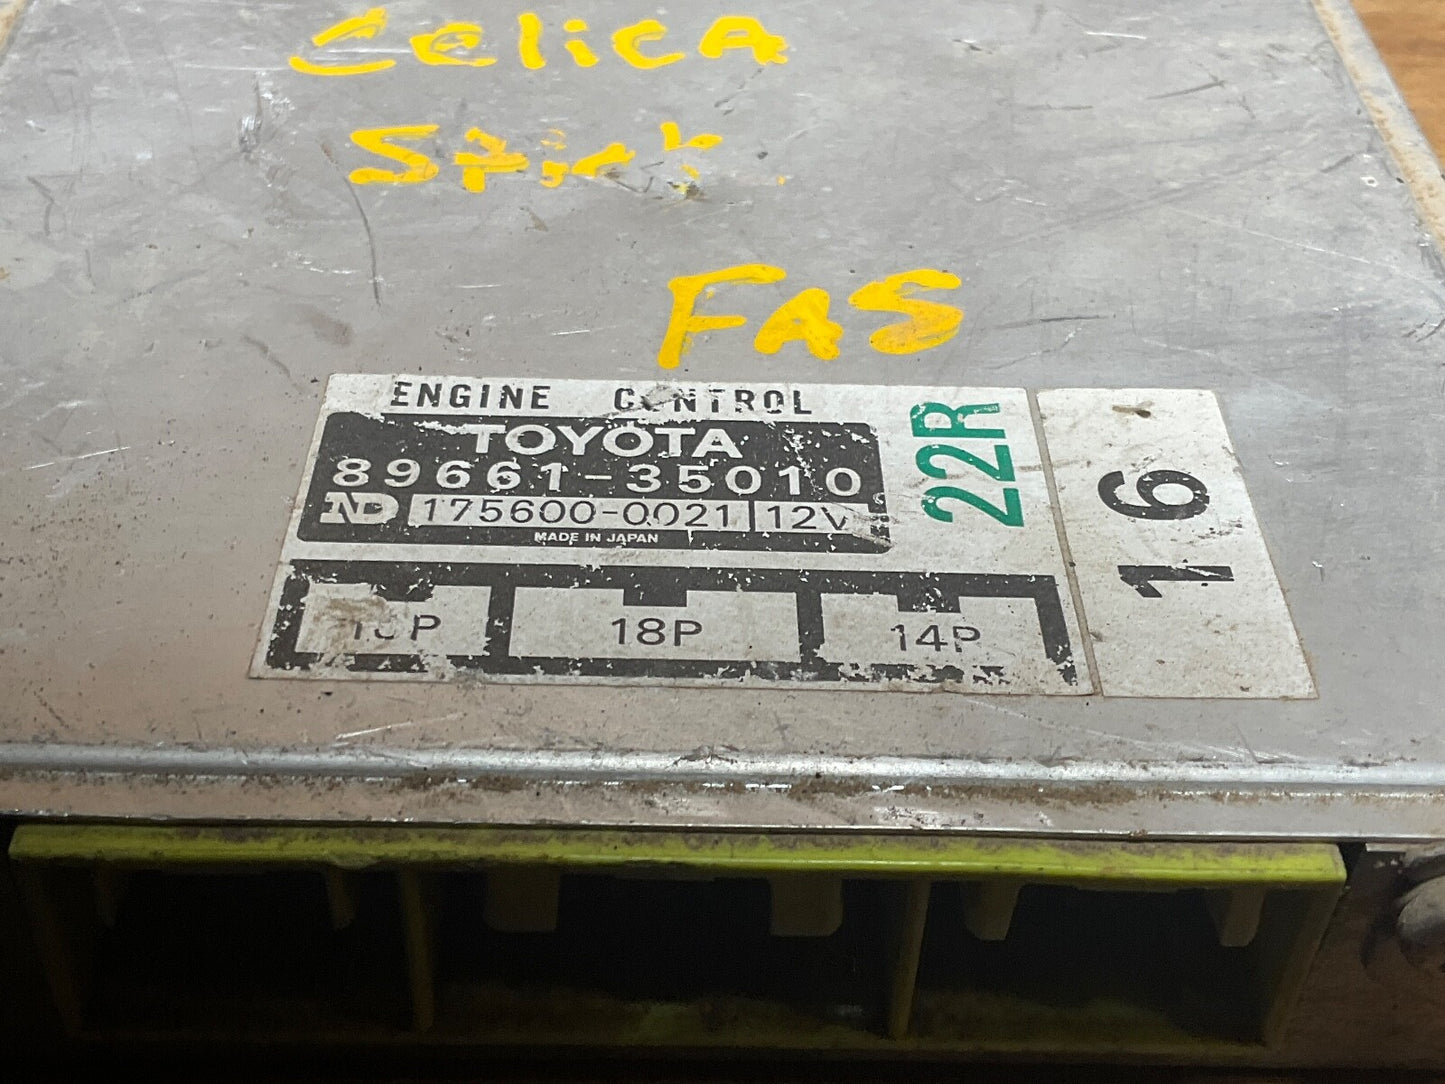 CelicA
Stick
FAS
ENGINE CONTROL
TOYOTA
89661-35010
ND 175600-0021 12V
MADE IN JAPAN
22R
16
18P 14P